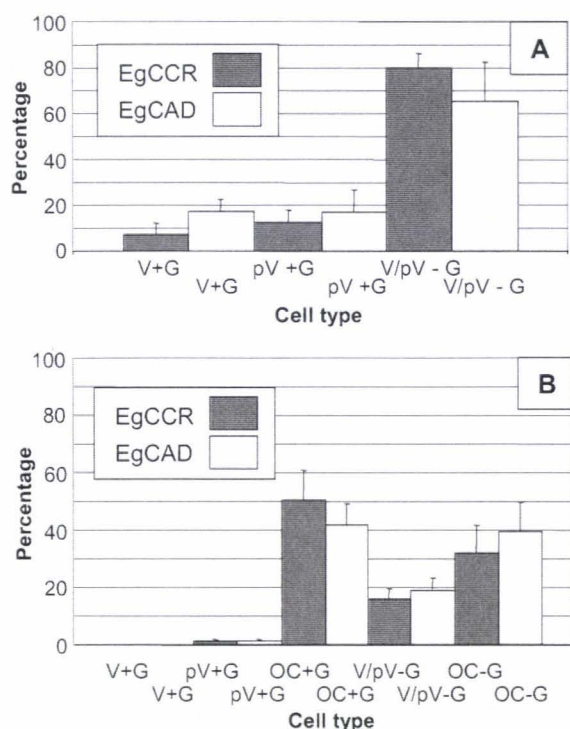 100
A
80
EgCCR
60
EgCAD
40
20
0
Percentage
V+G pV +G V/pV - G
V+G pV +G V/pV - G
Cell type
100
B
80
EgCCR
EgCAD
60
40
20
0
Percentage
V+G pV+G OC+G V/pV-G OC-G
V+G pV+G OC+G V/pV-G OC-G
Cell type